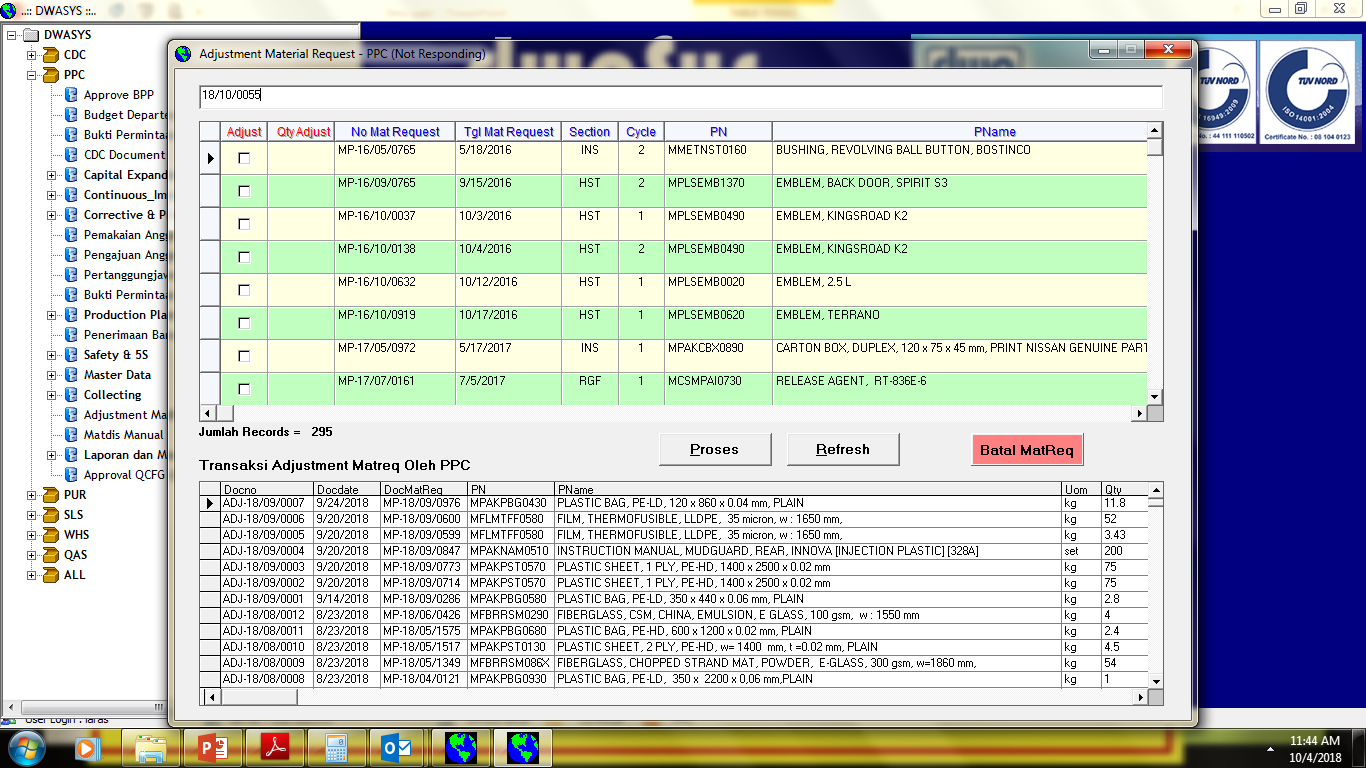 ..:: DWASYS ::..
DWASYS
CDC
PPC
Approve BPP
Budget Departe
Bukti Perminta
CDC Document
Capital Expand
Continuous_Im
Corrective & P
Pemakaian Ang
Pengajuan Ang
Pertanggungjav
Bukti Perminta
Production Pla
Penerimaan Ba
Safety & 5S
Master Data
Collecting
Adjustment Ma
Matdis Manual
Laporan dan M
Approval QCFG
PUR
SLS
WHS
QAS
ALL
User Login : laras
Adjustment Material Request - PPC (Not Responding)
18/10/0055
Adjust Qty Adjust No Mat Request Tgl Mat Request Section Cycle PN PName
MP-16/05/0765 5/18/2016 INS 2 MMETNST0160 BUSHING, REVOLVING BALL BUTTON, BOSTINCO
MP-16/09/0765 9/15/2016 HST 2 MPLSEMB1370 EMBLEM, BACK DOOR, SPIRIT S3
MP-16/10/0037 10/3/2016 HST 1 MPLSEMB0490 EMBLEM, KINGSROAD K2
MP-16/10/0138 10/4/2016 HST 2 MPLSEMB0490 EMBLEM, KINGSROAD K2
MP-16/10/0632 10/12/2016 HST 1 MPLSEMB0020 EMBLEM, 2.5 L
MP-16/10/0919 10/17/2016 HST 1 MPLSEMB0620 EMBLEM, TERRANO
MP-17/05/0972 5/17/2017 INS 1 MPAKCBX0890 CARTON BOX, DUPLEX, 120 x 75 x 45 mm, PRINT NISSAN GENUINE PART
MP-17/07/0161 7/5/2017 RGF 1 MCSMPAI0730 RELEASE AGENT, RT-836E-6
Jumlah Records = 295
Proses Refresh Batal MatReq
Transaksi Adjustment Matreq Oleh PPC
Docno Docdate DocMatReq PN PName Uom Qty
ADJ-18/09/0007 9/24/2018 MP-18/09/0976 MPAKPBG0430 PLASTIC BAG, PE-LD, 120 x 860 x 0.04 mm, PLAIN kg 11.8
ADJ-18/09/0006 9/20/2018 MP-18/09/0600 MFLMTFF0580 FILM, THERMOFUSIBLE, LLDPE, 35 micron, w : 1650 mm, kg 52
ADJ-18/09/0005 9/20/2018 MP-18/09/0599 MFLMTFF0580 FILM, THERMOFUSIBLE, LLDPE, 35 micron, w : 1650 mm, kg 3.43
ADJ-18/09/0004 9/20/2018 MP-18/09/0847 MPAKNAM0510 INSTRUCTION MANUAL, MUDGUARD, REAR, INNOVA [INJECTION PLASTIC] [328A] set 200
ADJ-18/09/0003 9/20/2018 MP-18/09/0773 MPAKPST0570 PLASTIC SHEET, 1 PLY, PE-HD, 1400 x 2500 x 0.02 mm kg 75
ADJ-18/09/0002 9/20/2018 MP-18/09/0714 MPAKPST0570 PLASTIC SHEET, 1 PLY, PE-HD, 1400 x 2500 x 0.02 mm kg 75
ADJ-18/09/0001 9/14/2018 MP-18/09/0286 MPAKPBG0580 PLASTIC BAG, PE-LD, 350 x 440 x 0.06 mm, PLAIN kg 2.8
ADJ-18/08/0012 8/23/2018 MP-18/06/0426 MFBRRSM0290 FIBERGLASS, CSM, CHINA, EMULSION, E GLASS, 100 gsm, w : 1550 mm kg 4
ADJ-18/08/0011 8/23/2018 MP-18/05/1575 MPAKPBG0680 PLASTIC BAG, PE-HD, 600 x 1200 x 0.02 mm, PLAIN kg 2.4
ADJ-18/08/0010 8/23/2018 MP-18/05/1517 MPAKPST0130 PLASTIC SHEET, 2 PLY, PE-HD, w= 1400 mm, t =0.02 mm, PLAIN kg 4.5
ADJ-18/08/0009 8/23/2018 MP-18/05/1349 MFBRRSM086X FIBERGLASS, CHOPPED STRAND MAT, POWDER, E-GLASS, 300 gsm, w=1860 mm, kg 54
ADJ-18/08/0008 8/23/2018 MP-18/04/0121 MPAKPBG0930 PLASTIC BAG, PE-LD, 350 x 2200 x 0,06 mm,PLAIN kg 1
TUV NORD
16949:2009
: 44 111 110502
TUV NORD
ISO 14001:2004
Certificate No. : 08 104 0123
11:44 AM
10/4/2018